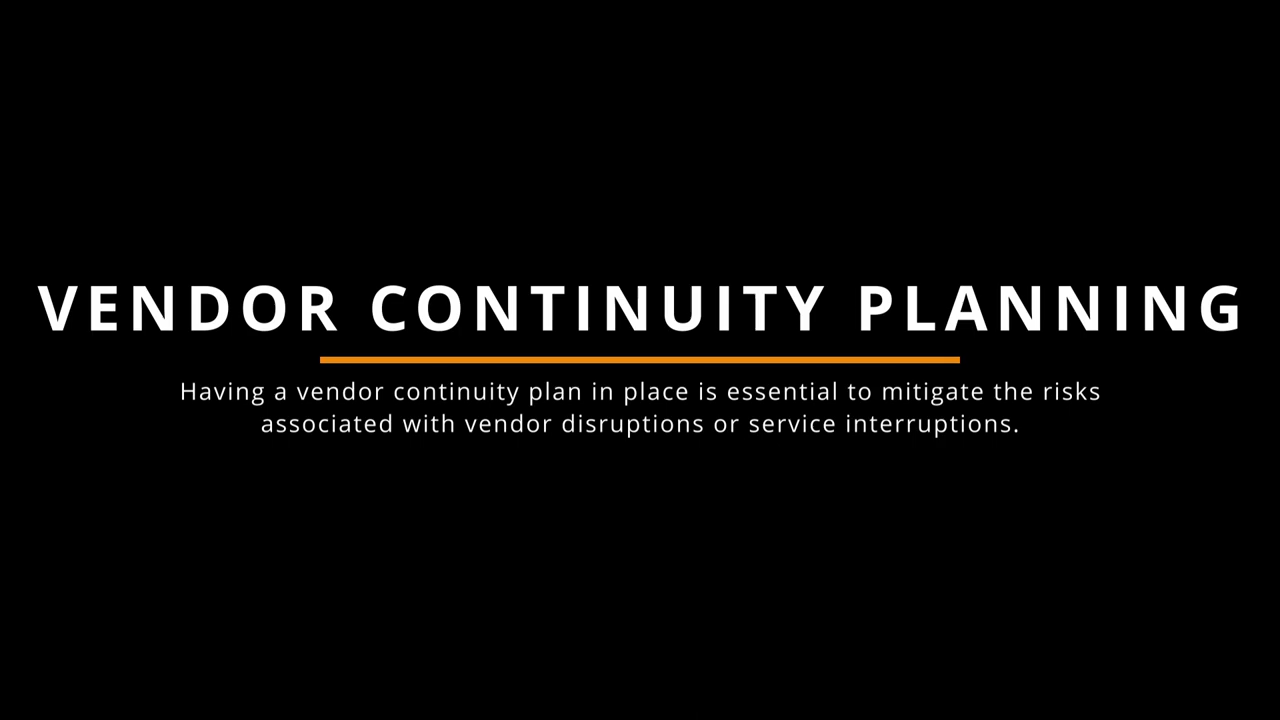 VENDOR CONTINUITY PLANNING
Having a vendor continuity plan in place is essential to mitigate the risks
associated with vendor disruptions or service interruptions.